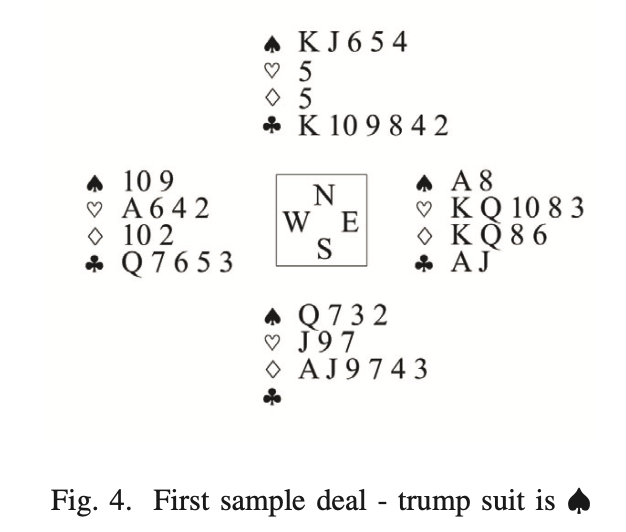 ♠ K J 6 5 4
♡ 5
♢ 5
♣ K 10 9 8 4 2
♠ 10 9
♡ A 6 4 2
♢ 10 2
♣ Q 7 6 5 3
N
W E
S
♠ A 8
♡ K Q 10 8 3
♢ K Q 8 6
♣ A J
♠ Q 7 3 2
♡ J 9 7
♢ A J 9 7 4 3
♣
Fig. 4. First sample deal - trump suit is ♠